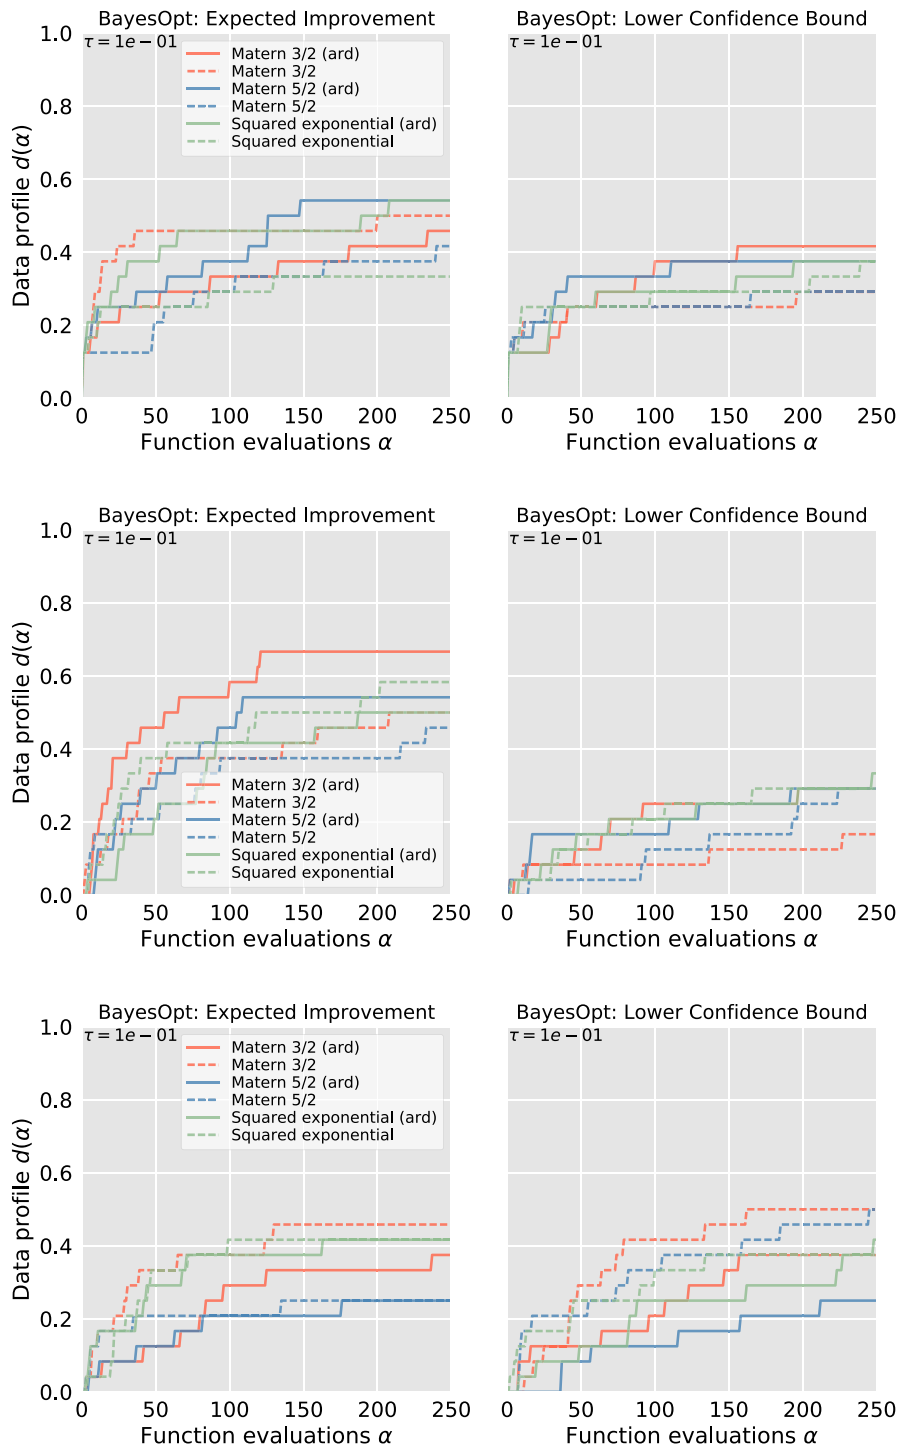 BayesOpt: Expected Improvement
τ = 1e − 01
Matern 3/2 (ard)
Matern 3/2
Matern 5/2 (ard)
Matern 5/2
Squared exponential (ard)
Squared exponential
1.0
0.8
0.6
0.4
0.2
0.0
Data profile d(α)
0 50 100 150 200 250
Function evaluations α
BayesOpt: Lower Confidence Bound
τ = 1e − 01
0 50 100 150 200 250
Function evaluations α
BayesOpt: Expected Improvement
τ = 1e − 01
1.0
0.8
0.6
0.4
0.2
0.0
Data profile d(α)
Matern 3/2 (ard)
Matern 3/2
Matern 5/2 (ard)
Matern 5/2
Squared exponential (ard)
Squared exponential
0 50 100 150 200 250
Function evaluations α
BayesOpt: Lower Confidence Bound
τ = 1e − 01
0 50 100 150 200 250
Function evaluations α
BayesOpt: Expected Improvement
τ = 1e − 01
Matern 3/2 (ard)
Matern 3/2
Matern 5/2 (ard)
Matern 5/2
Squared exponential (ard)
Squared exponential
1.0
0.8
0.6
0.4
0.2
0.0
Data profile d(α)
0 50 100 150 200 250
Function evaluations α
BayesOpt: Lower Confidence Bound
τ = 1e − 01
0 50 100 150 200 250
Function evaluations α